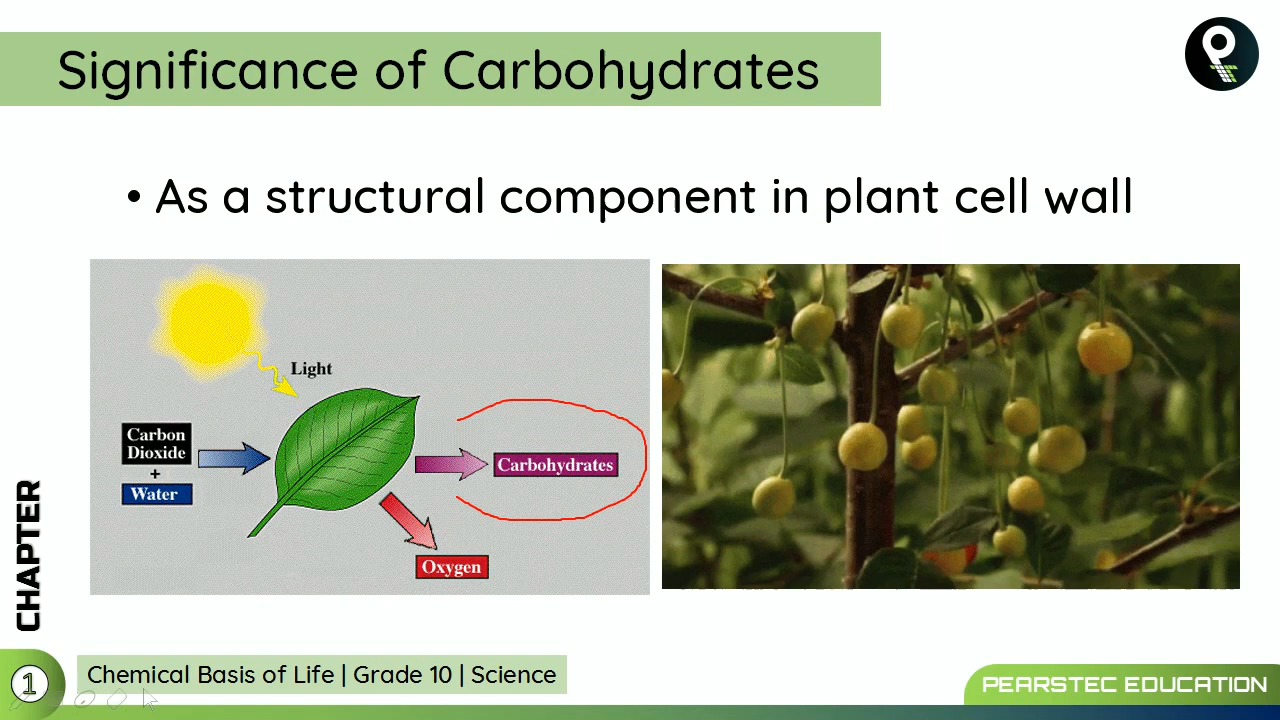 Significance of Carbohydrates
• As a structural component in plant cell wall
Light
Carbon
Dioxide
+
Water
Carbohydrates
Oxygen
CHAPTER
1
Chemical Basis of Life | Grade 10 | Science
PEARSTEC EDUCATION